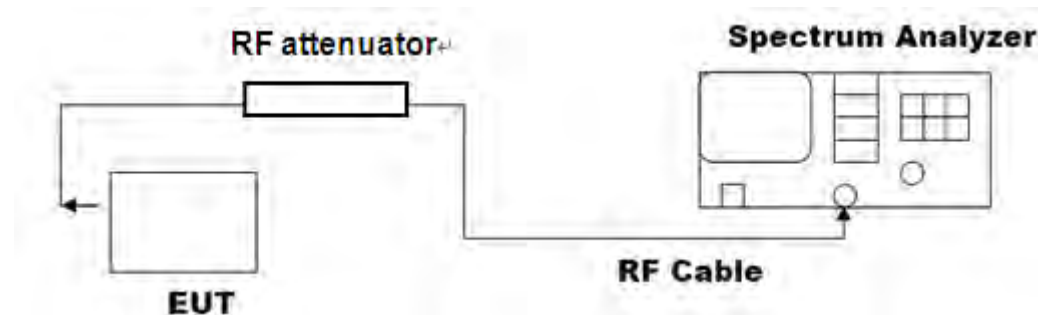 RF attenuator↵
Spectrum Analyzer
RF Cable
EUT